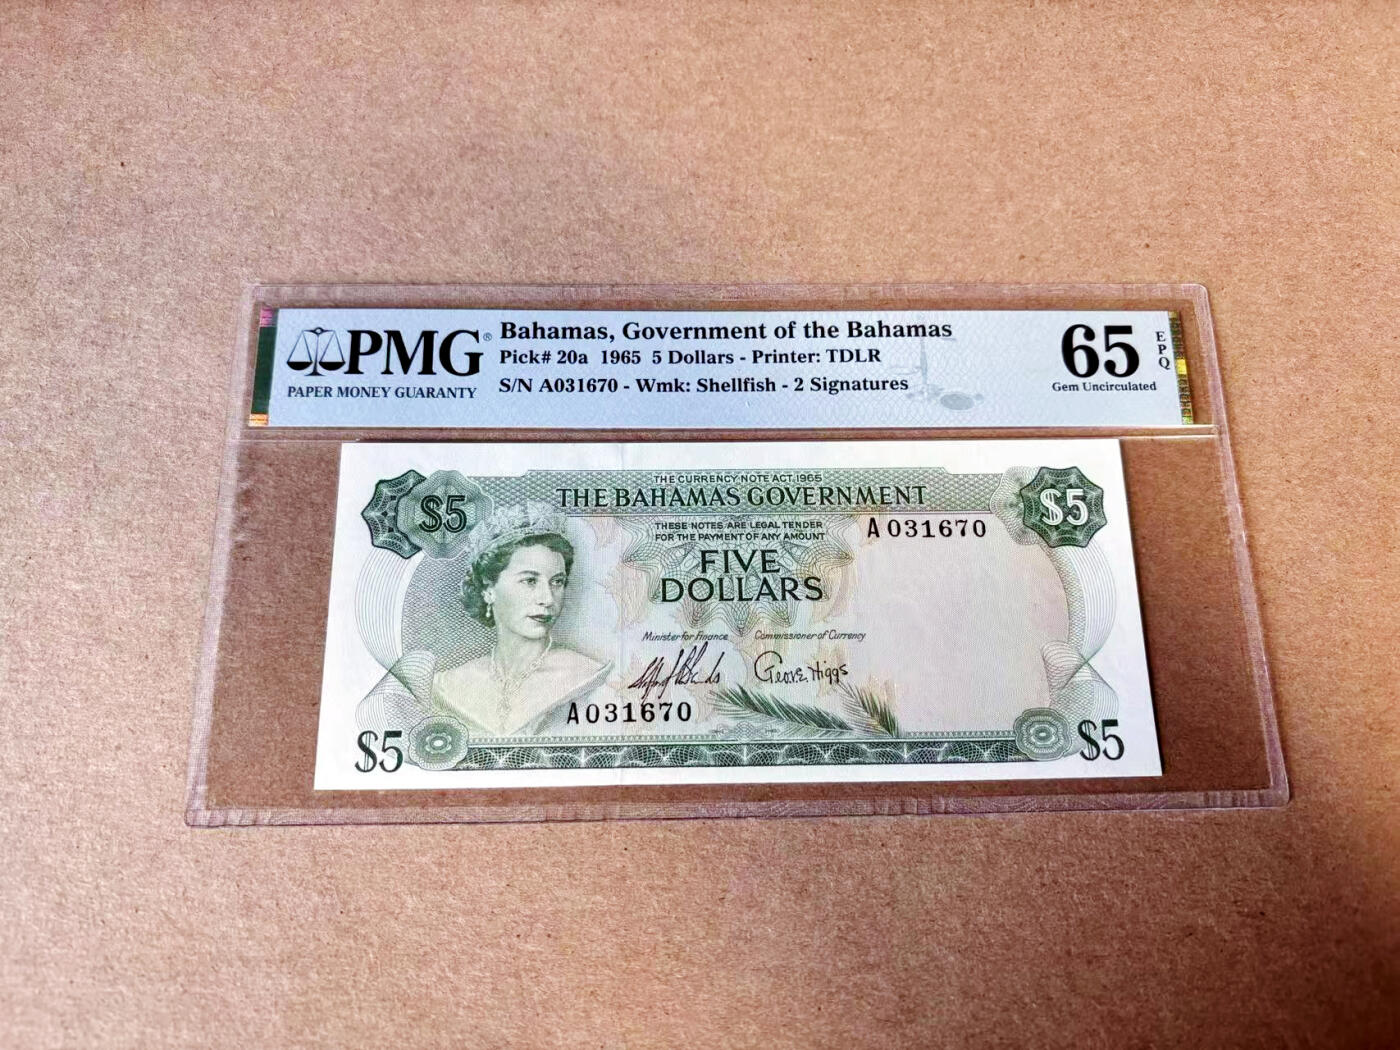 PMG®
PAPER MONEY GUARANTY
Bahamas, Government of the Bahamas
Pick# 20a 1965 5 Dollars - Printer: TDLR
S/N A031670 - Wmk: Shellfish - 2 Signatures
65
EPQ
Gem Uncirculated
THE CURRENCY NOTE ACT, 1965
$5 THE BAHAMAS GOVERNMENT $5
THESE NOTES ARE LEGAL TENDER
FOR THE PAYMENT OF ANY AMOUNT
A031670
FIVE
DOLLARS
Minister for Finance Commissioner of Currency
Geo. E. Higgs
A031670
$5 $5